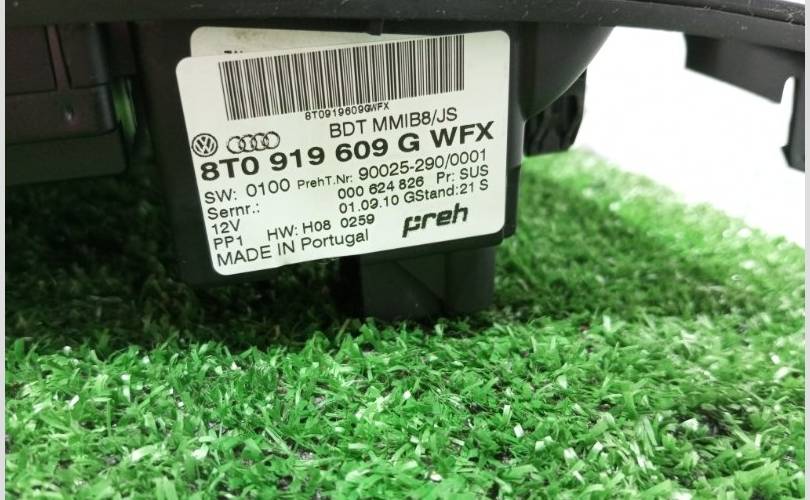 8T0919609GWFX
BDT MMIB8/JS
8T0 919 609 G WFX
SW: 0100 PrehT.Nr: 90025-290/0001
Sernr.: 000 624 826 Pr: SUS
12V 01.09.10 GStand:21 S
PP1 HW: H08 0259
MADE IN Portugal preh